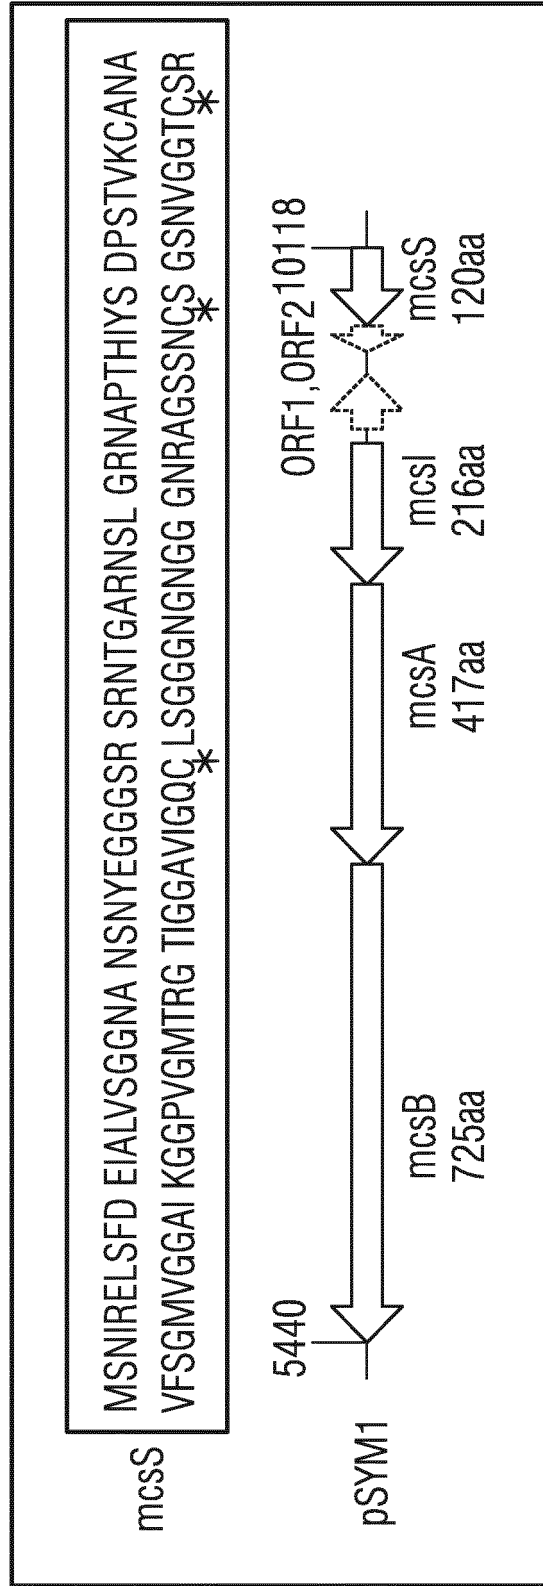 mcsS
MSNIRELSFD EIALVSGGNA NSNYEGGGSR SRNTGARNSL GRNAPTHIYS DPSTVKCANA
VFSGMVGGAI KGGPVGMTRG TIGGAVIGQC LSGGGNGNGG GNRAGSSNCS GSNVGGTCSR
* * *
pSYM1
5440
mcsB
725aa
mcsA
417aa
mcsI
216aa
ORF1,ORF2
10118
mcsS
120aa